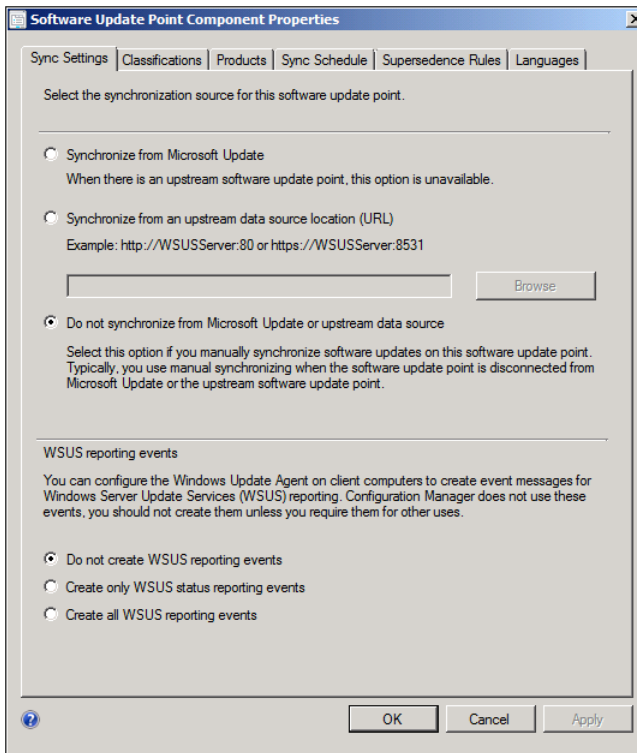 Software Update Point Component Properties
Sync Settings Classifications Products Sync Schedule Supersedence Rules Languages
Select the synchronization source for this software update point.
Synchronize from Microsoft Update
When there is an upstream software update point, this option is unavailable.
Synchronize from an upstream data source location (URL)
Example: http://WSUSServer:80 or https://WSUSServer:8531
Browse
Do not synchronize from Microsoft Update or upstream data source
Select this option if you manually synchronize software updates on this software update point.
Typically, you use manual synchronizing when the software update point is disconnected from
Microsoft Update or the upstream software update point.
WSUS reporting events
You can configure the Windows Update Agent on client computers to create event messages for
Windows Server Update Services (WSUS) reporting. Configuration Manager does not use these
events, you should not create them unless you require them for other uses.
Do not create WSUS reporting events
Create only WSUS status reporting events
Create all WSUS reporting events
OK Cancel Apply